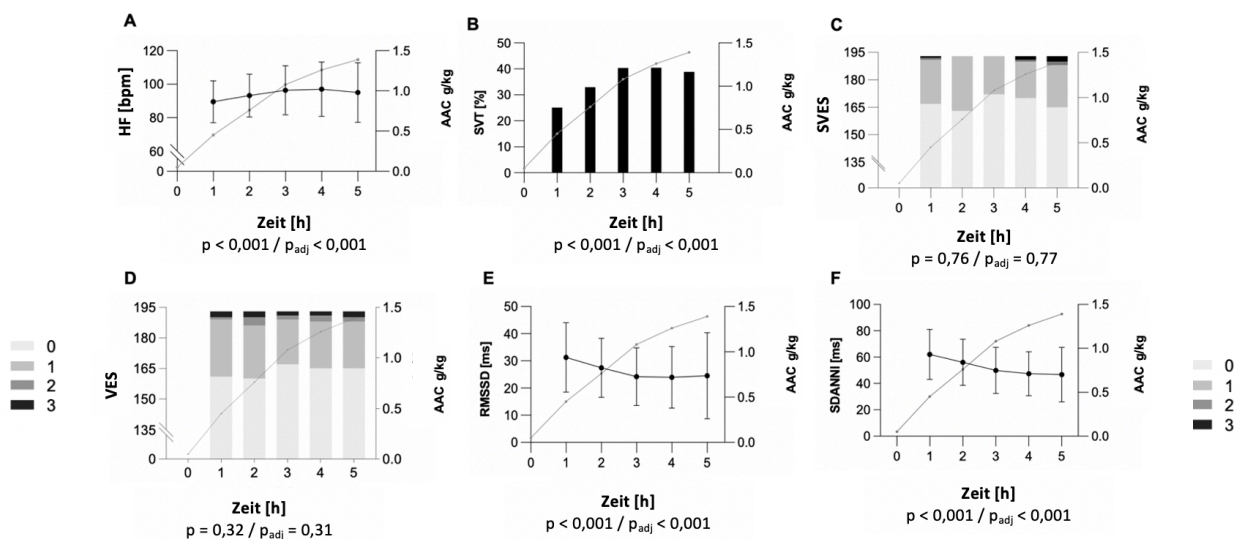 A
HF [bpm]
120
100
80
60
0
1.5
1.0
0.5
0.0
AAC g/kg
0 1 2 3 4 5
Zeit [h]
p < 0,001 / padj < 0,001
B
SVT [%]
50
40
30
20
10
0
1.5
1.0
0.5
0.0
AAC g/kg
0 1 2 3 4 5
Zeit [h]
p < 0,001 / padj < 0,001
C
SVES
195
180
165
150
135
0
1.5
1.0
0.5
0.0
AAC g/kg
0 1 2 3 4 5
Zeit [h]
p = 0,76 / padj = 0,77
0
1
2
3
D
VES
195
180
165
150
135
0
1.5
1.0
0.5
0.0
AAC g/kg
0 1 2 3 4 5
Zeit [h]
p = 0,32 / padj = 0,31
E
RMSSD [ms]
50
40
30
20
10
0
1.5
1.0
0.5
0.0
AAC g/kg
0 1 2 3 4 5
Zeit [h]
p < 0,001 / padj < 0,001
F
SDANNI [ms]
100
80
60
40
20
0
1.5
1.0
0.5
0.0
AAC g/kg
0 1 2 3 4 5
Zeit [h]
p < 0,001 / padj < 0,001
0
1
2
3